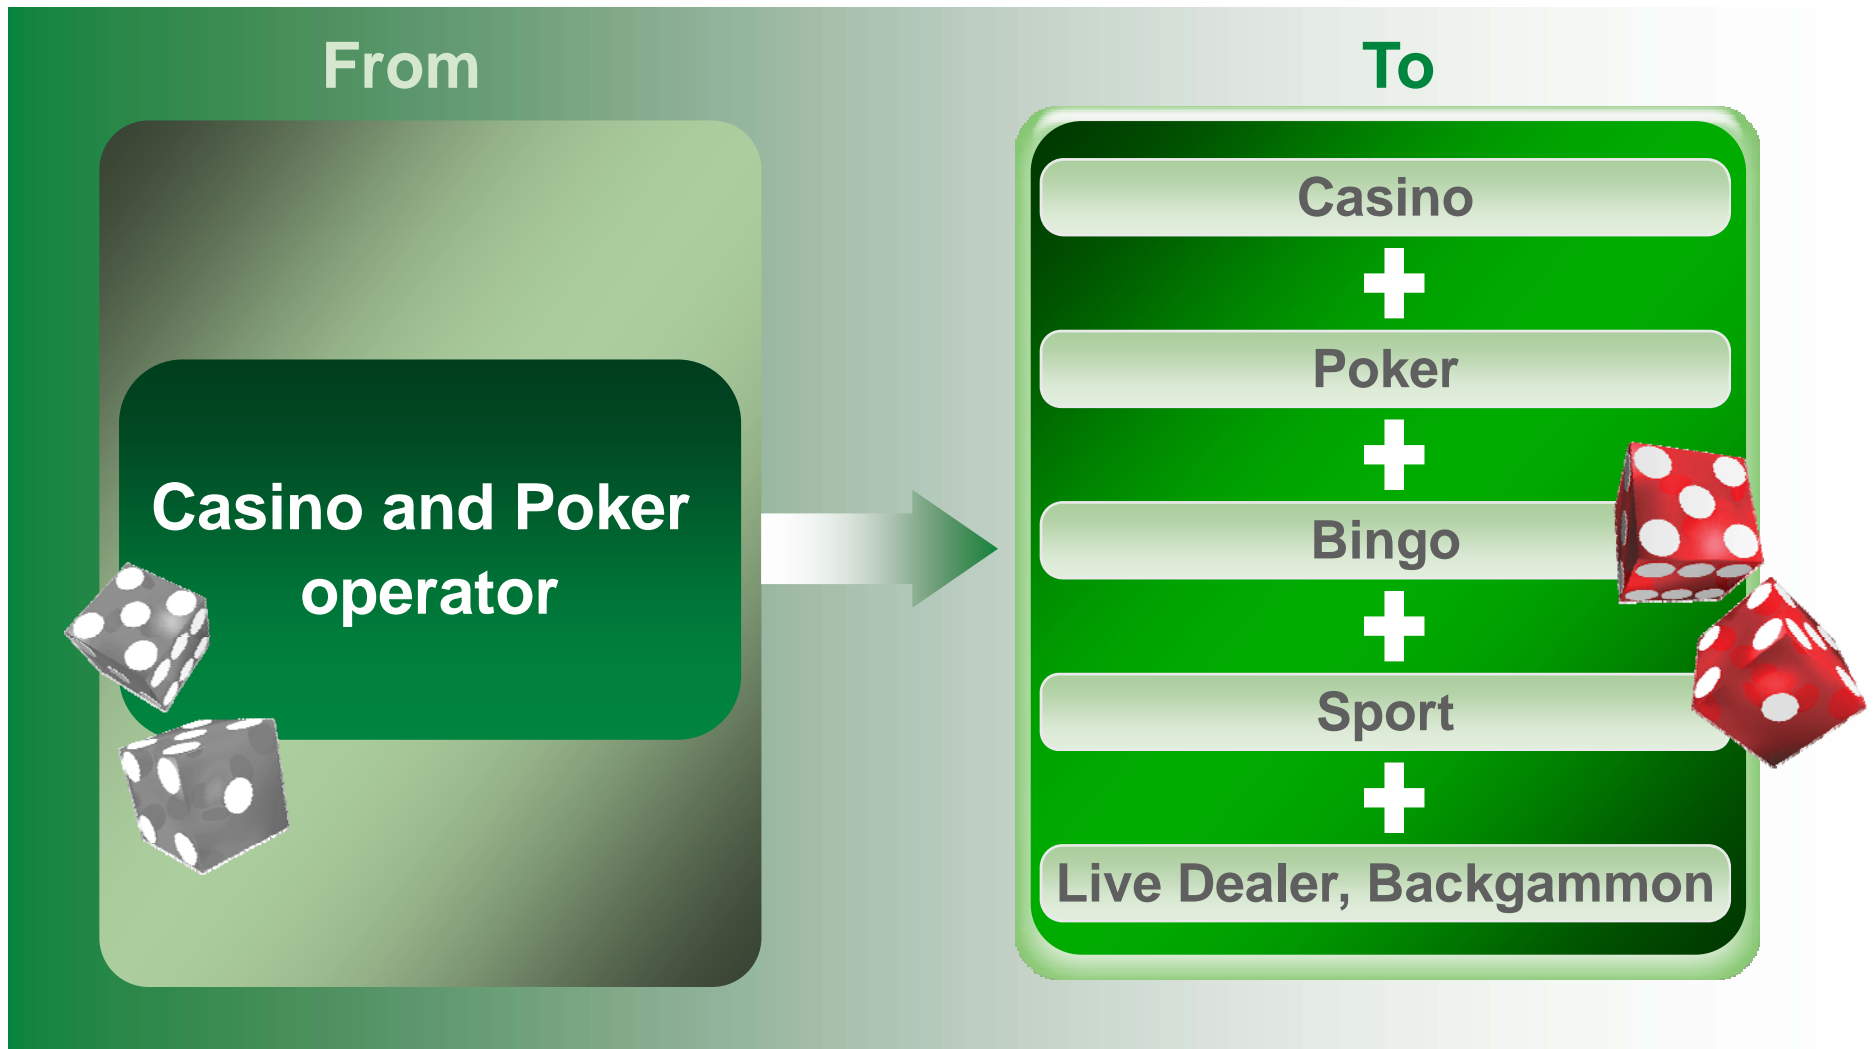 From
To
Casino and Poker
operator
Casino
+
Poker
+
Bingo
+
Sport
+
Live Dealer, Backgammon